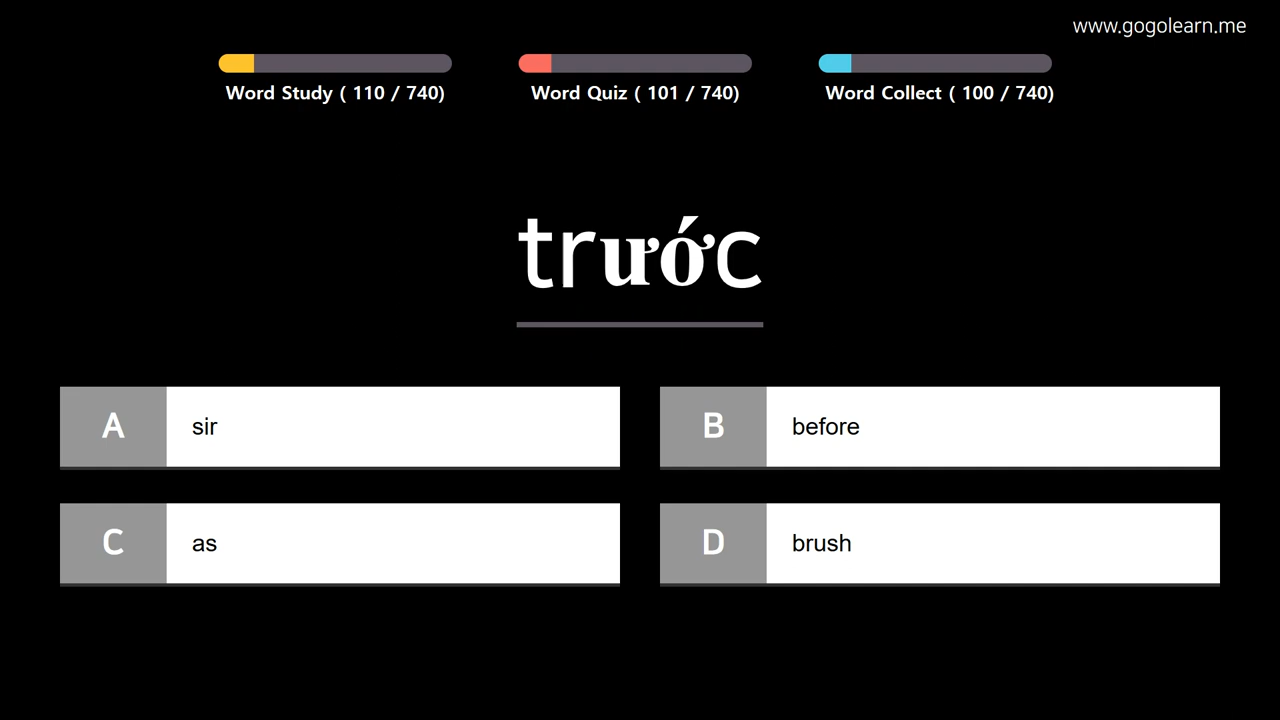 www.gogolearn.me
Word Study ( 110 / 740)
Word Quiz ( 101 / 740)
Word Collect ( 100 / 740)
trước
A sir
B before
C as
D brush